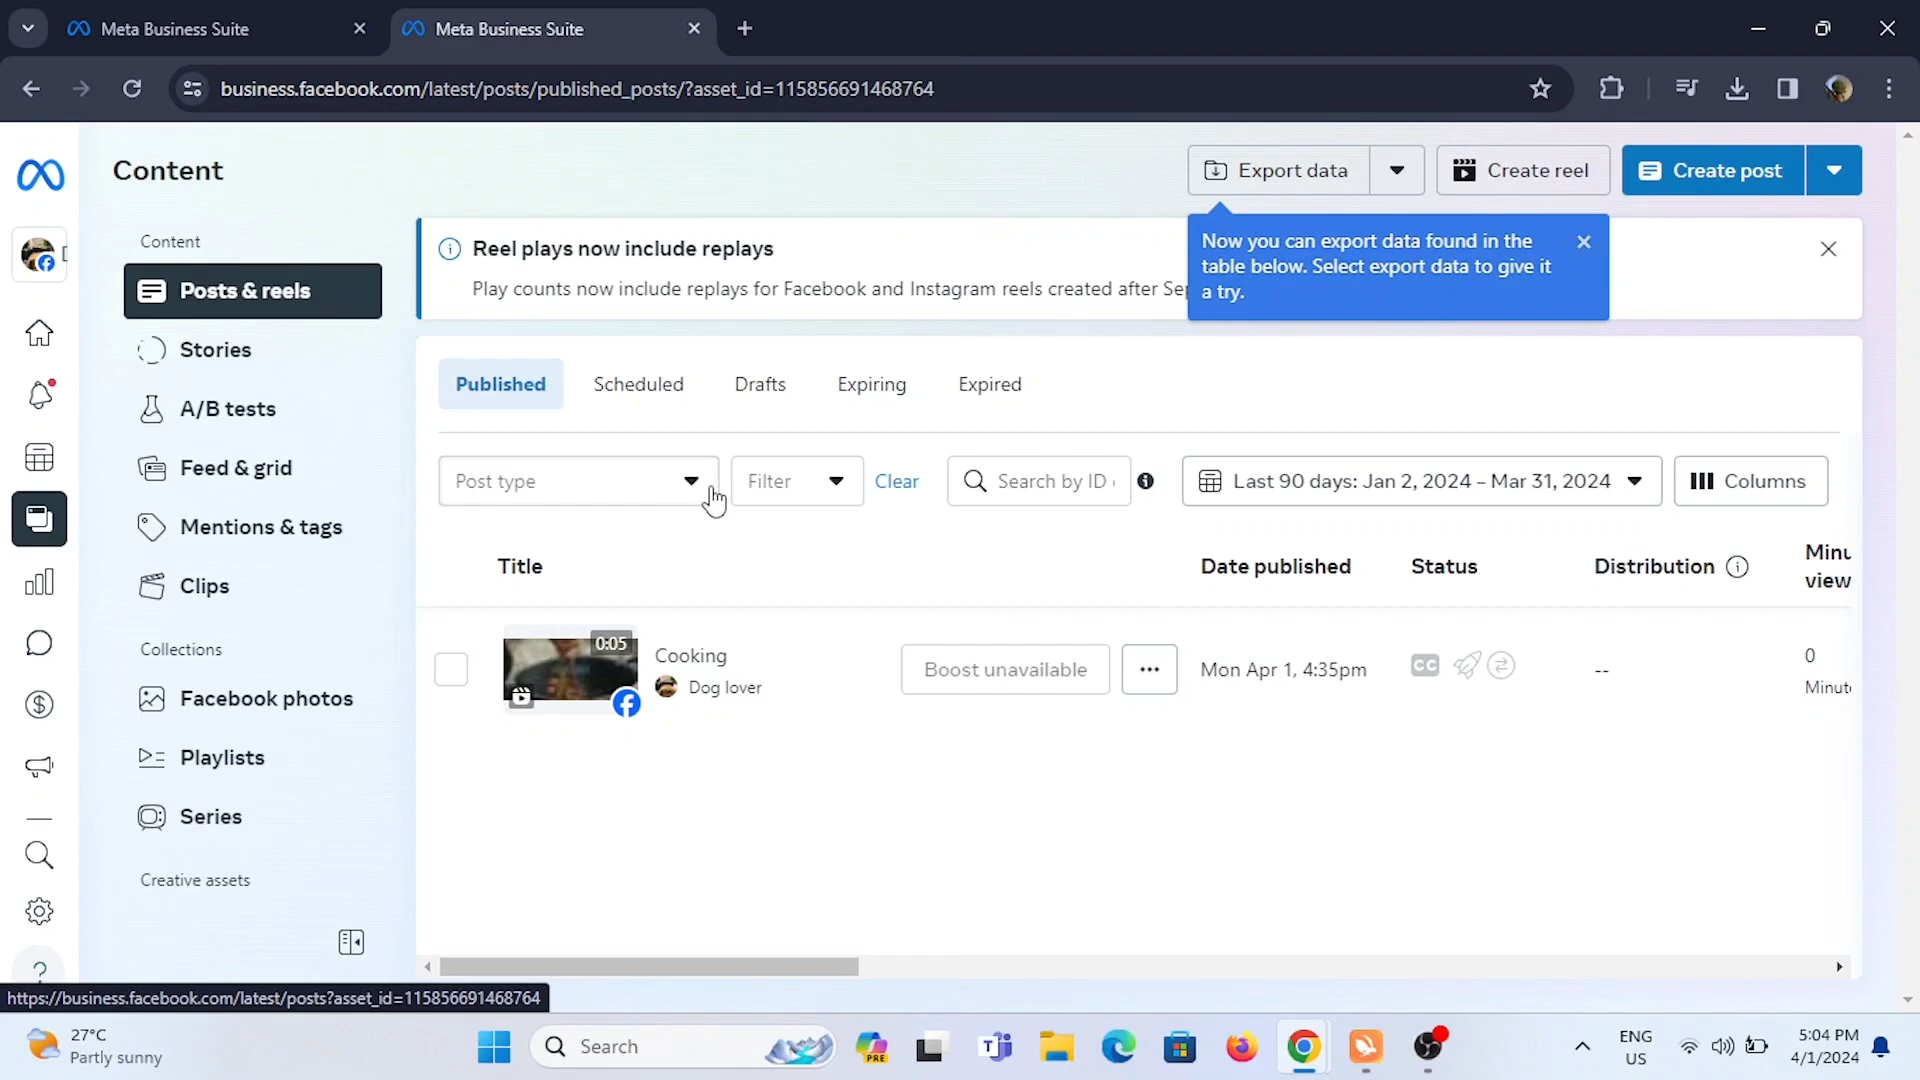 Meta Business Suite
Meta Business Suite
business.facebook.com/latest/posts/published_posts/?asset_id=115856691468764
Content
Export data
Create reel
Create post
Content
Posts & reels
Stories
A/B tests
Feed & grid
Mentions & tags
Clips
Collections
Facebook photos
Playlists
Series
Creative assets
Reel plays now include replays
Play counts now include replays for Facebook and Instagram reels created after Se
Now you can export data found in the
table below. Select export data to give it
a try.
Published
Scheduled
Drafts
Expiring
Expired
Post type
Filter
Clear
Search by ID
Last 90 days: Jan 2, 2024 – Mar 31, 2024
Columns
Title
Date published
Status
Distribution
Minu
view
0:05
Cooking
Dog lover
Boost unavailable
Mon Apr 1, 4:35pm
CC
--
0
Minut
https://business.facebook.com/latest/posts?asset_id=115856691468764
27°C
Partly sunny
Search
PRE
ENG
US
5:04 PM
4/1/2024